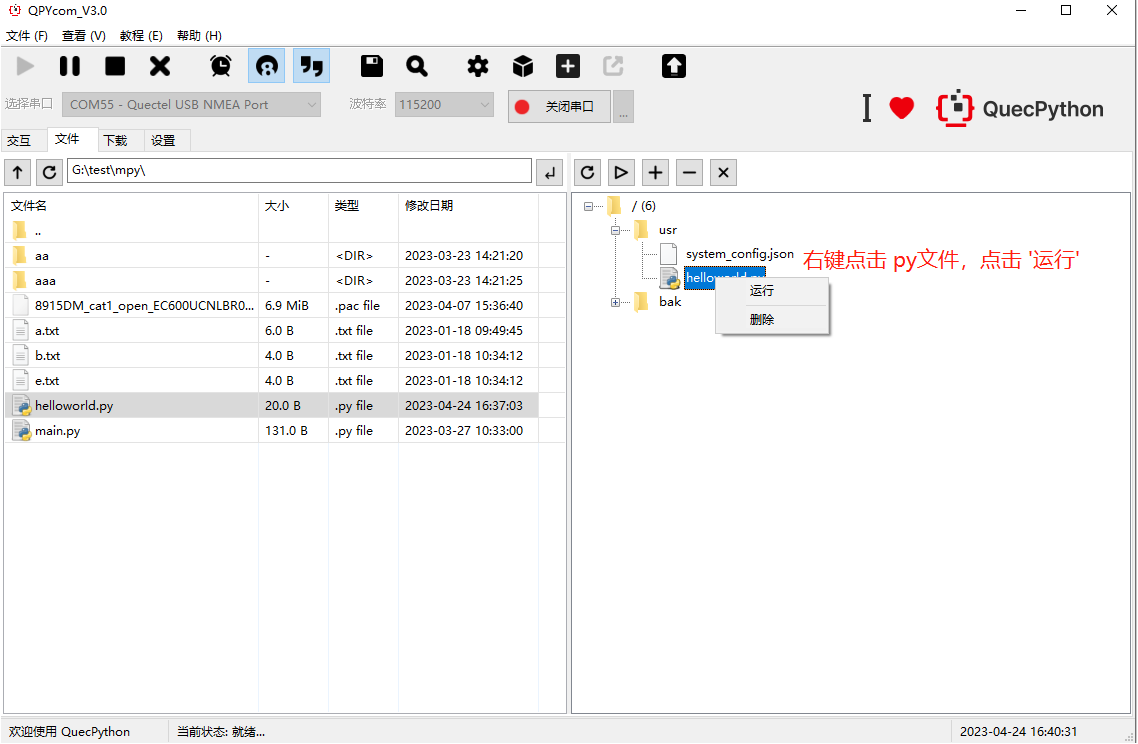 QPYcom_V3.0
文件 (F) 查看 (V) 教程 (E) 帮助 (H)
选择串口 COM55 - Quectel USB NMEA Port 波特率 115200 关闭串口 ... I QuecPython
交互 文件 下载 设置
G:\test\mpy\
文件名 大小 类型 修改日期
..
aa - <DIR> 2023-03-23 14:21:20
aaa - <DIR> 2023-03-23 14:21:25
8915DM_cat1_open_EC600UCNLBR0... 6.9 MiB .pac file 2023-04-07 15:36:40
a.txt 6.0 B .txt file 2023-01-18 09:49:45
b.txt 4.0 B .txt file 2023-01-18 10:34:12
e.txt 4.0 B .txt file 2023-01-18 10:34:12
helloworld.py 20.0 B .py file 2023-04-24 16:37:03
main.py 131.0 B .py file 2023-03-27 10:33:00
/ (6)
usr
system_config.json
右键点击 py文件，点击 '运行'
helloworld.py
运行
bak
删除
欢迎使用 QuecPython 当前状态: 就绪... 2023-04-24 16:40:31